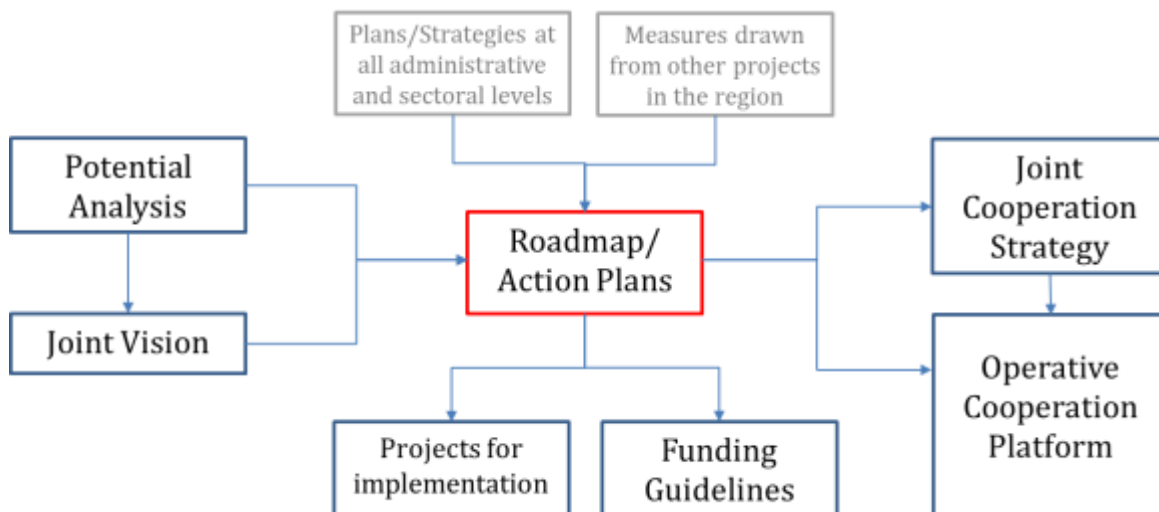 Plans/Strategies at
all administrative
and sectoral levels
Measures drawn
from other projects
in the region
Potential
Analysis
Joint Vision
Roadmap/
Action Plans
Joint
Cooperation
Strategy
Operative
Cooperation
Platform
Projects for
implementation
Funding
Guidelines